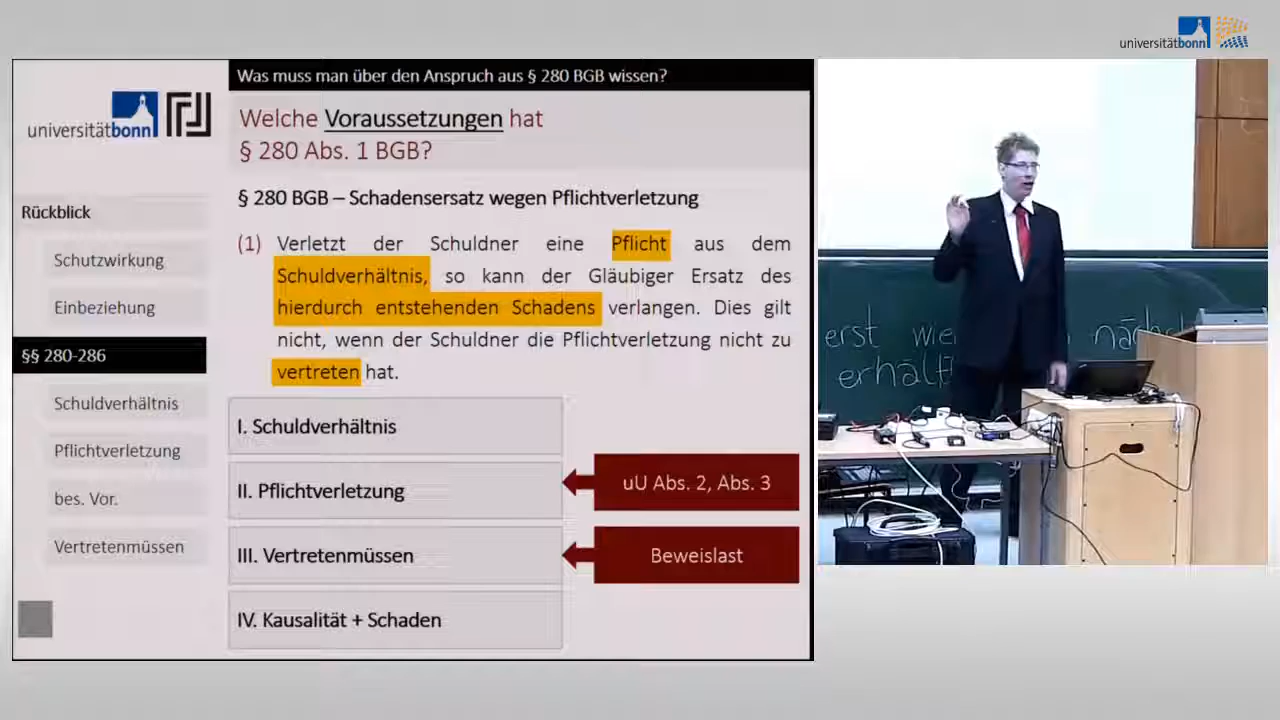 universitätbonn
Was muss man über den Anspruch aus § 280 BGB wissen?
universitätbonn
Welche Voraussetzungen hat
§ 280 Abs. 1 BGB?
Rückblick
Schutzwirkung
Einbeziehung
§§ 280-286
Schuldverhältnis
Pflichtverletzung
bes. Vor.
Vertretenmüssen
§ 280 BGB – Schadensersatz wegen Pflichtverletzung
(1) Verletzt der Schuldner eine Pflicht aus dem
Schuldverhältnis, so kann der Gläubiger Ersatz des
hierdurch entstehenden Schadens verlangen. Dies gilt
nicht, wenn der Schuldner die Pflichtverletzung nicht zu
vertreten hat.
I. Schuldverhältnis
II. Pflichtverletzung
uU Abs. 2, Abs. 3
III. Vertretenmüssen
Beweislast
IV. Kausalität + Schaden
erst
erhält